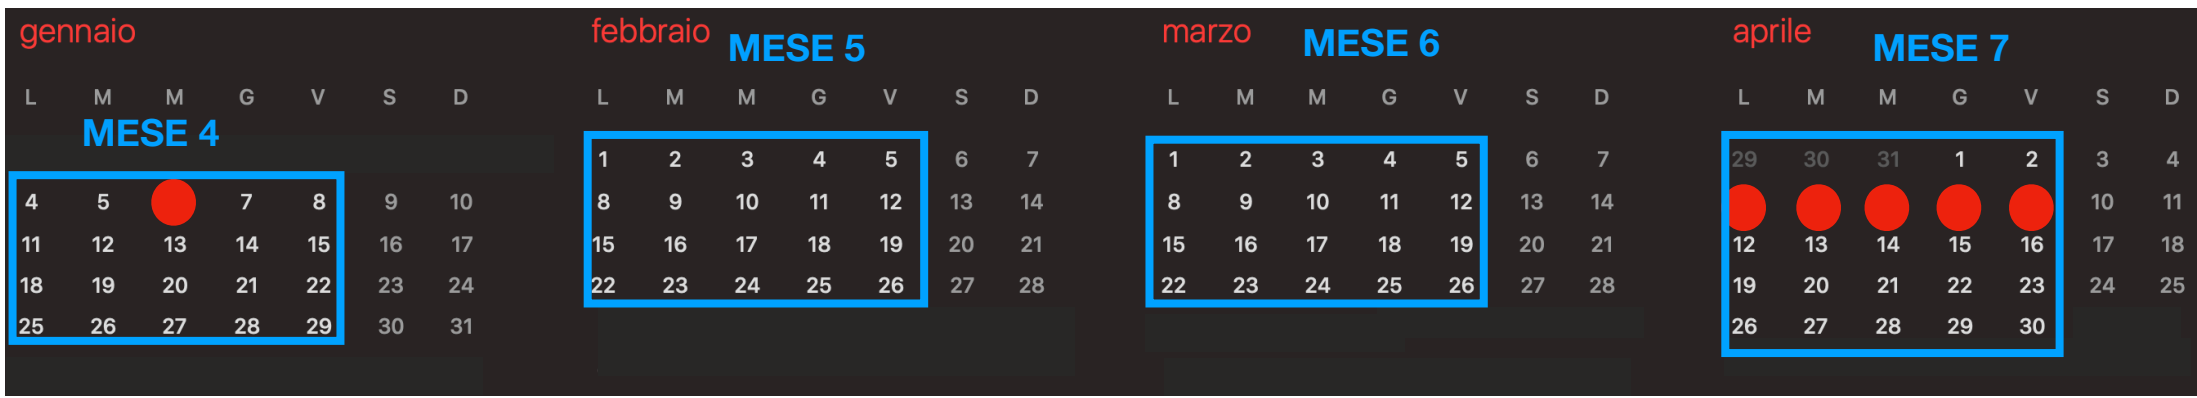 gennaio
L M M G V S D
MESE 4
4 5 7 8 9 10
11 12 13 14 15 16 17
18 19 20 21 22 23 24
25 26 27 28 29 30 31
febbraio
MESE 5
L M M G V S D
1 2 3 4 5 6 7
8 9 10 11 12 13 14
15 16 17 18 19 20 21
22 23 24 25 26 27 28
marzo
MESE 6
L M M G V S D
1 2 3 4 5 6 7
8 9 10 11 12 13 14
15 16 17 18 19 20 21
22 23 24 25 26 27 28
aprile
MESE 7
L M M G V S D
29 30 31 1 2 3 4
10 11
12 13 14 15 16 17 18
19 20 21 22 23 24 25
26 27 28 29 30